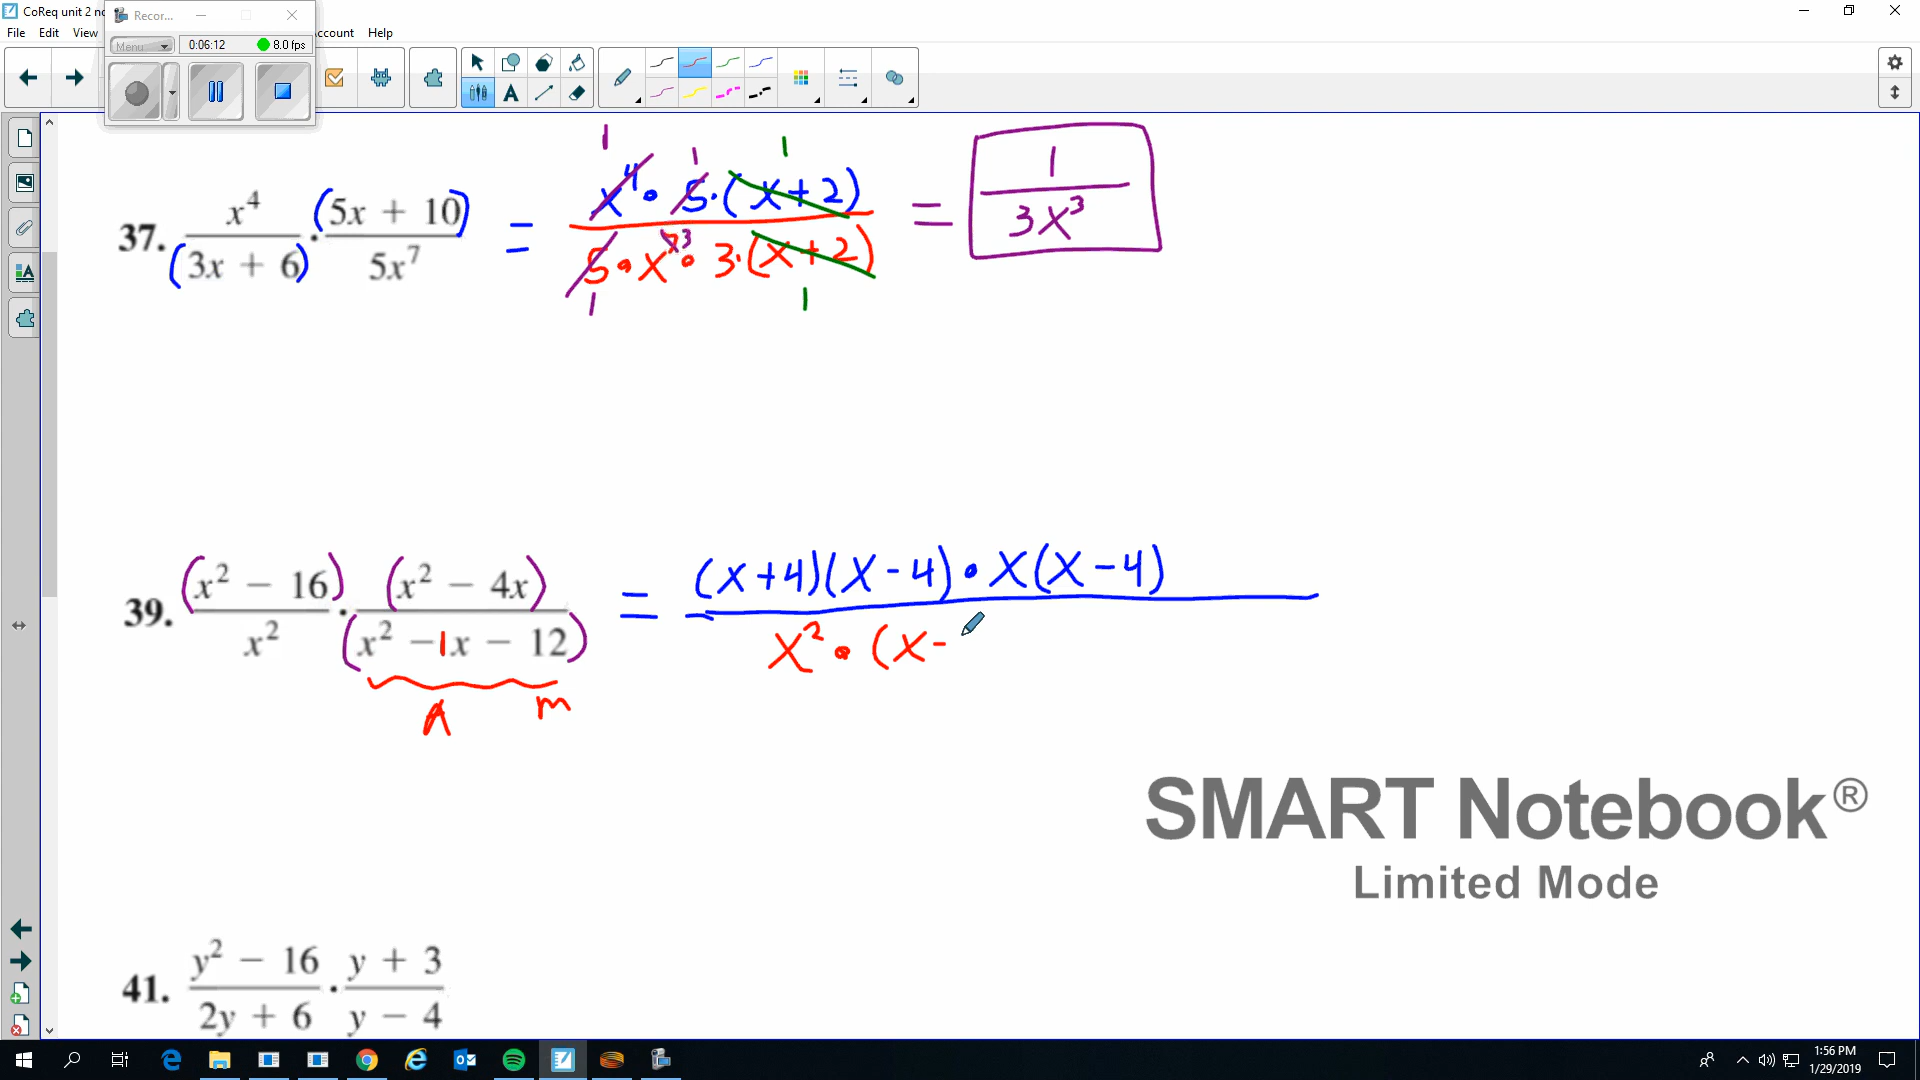 CoReq unit 2 no
Recor...
File Edit View
ccount Help
Menu
0:06:12
8.0 fps
37. x⁴/(3x + 6) · (5x + 10)/5x⁷ = x⁴ · 5 · (x+2) / 5 · x⁷ ³ · 3 · (x+2) = 1/3x³
1 1 1
1 1
39. (x² − 16)/x² · (x² − 4x)/(x² −1x − 12) = (x+4)(x-4) · x(x-4) / x² · (x-
A m
SMART Notebook®
Limited Mode
41. y² − 16/2y + 6 · y + 3/y − 4
1:56 PM
1/29/2019